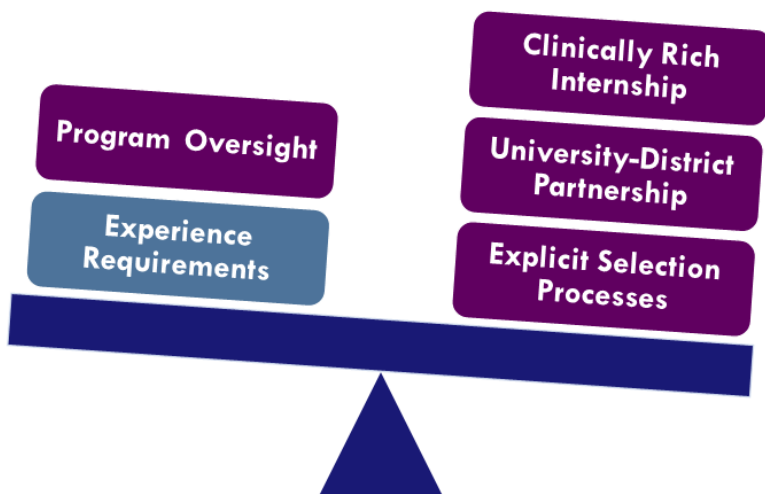 Program Oversight
Experience
Requirements
Clinically Rich
Internship
University-District
Partnership
Explicit Selection
Processes